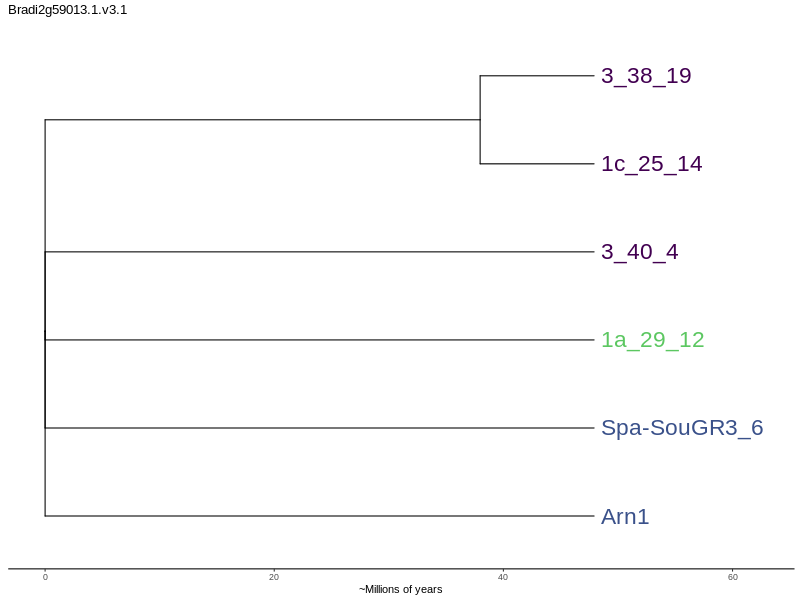 Bradi2g59013.1.v3.1
3_38_19
1c_25_14
3_40_4
1a_29_12
Spa-SouGR3_6
Arn1
0 20 40 60
~Millions of years